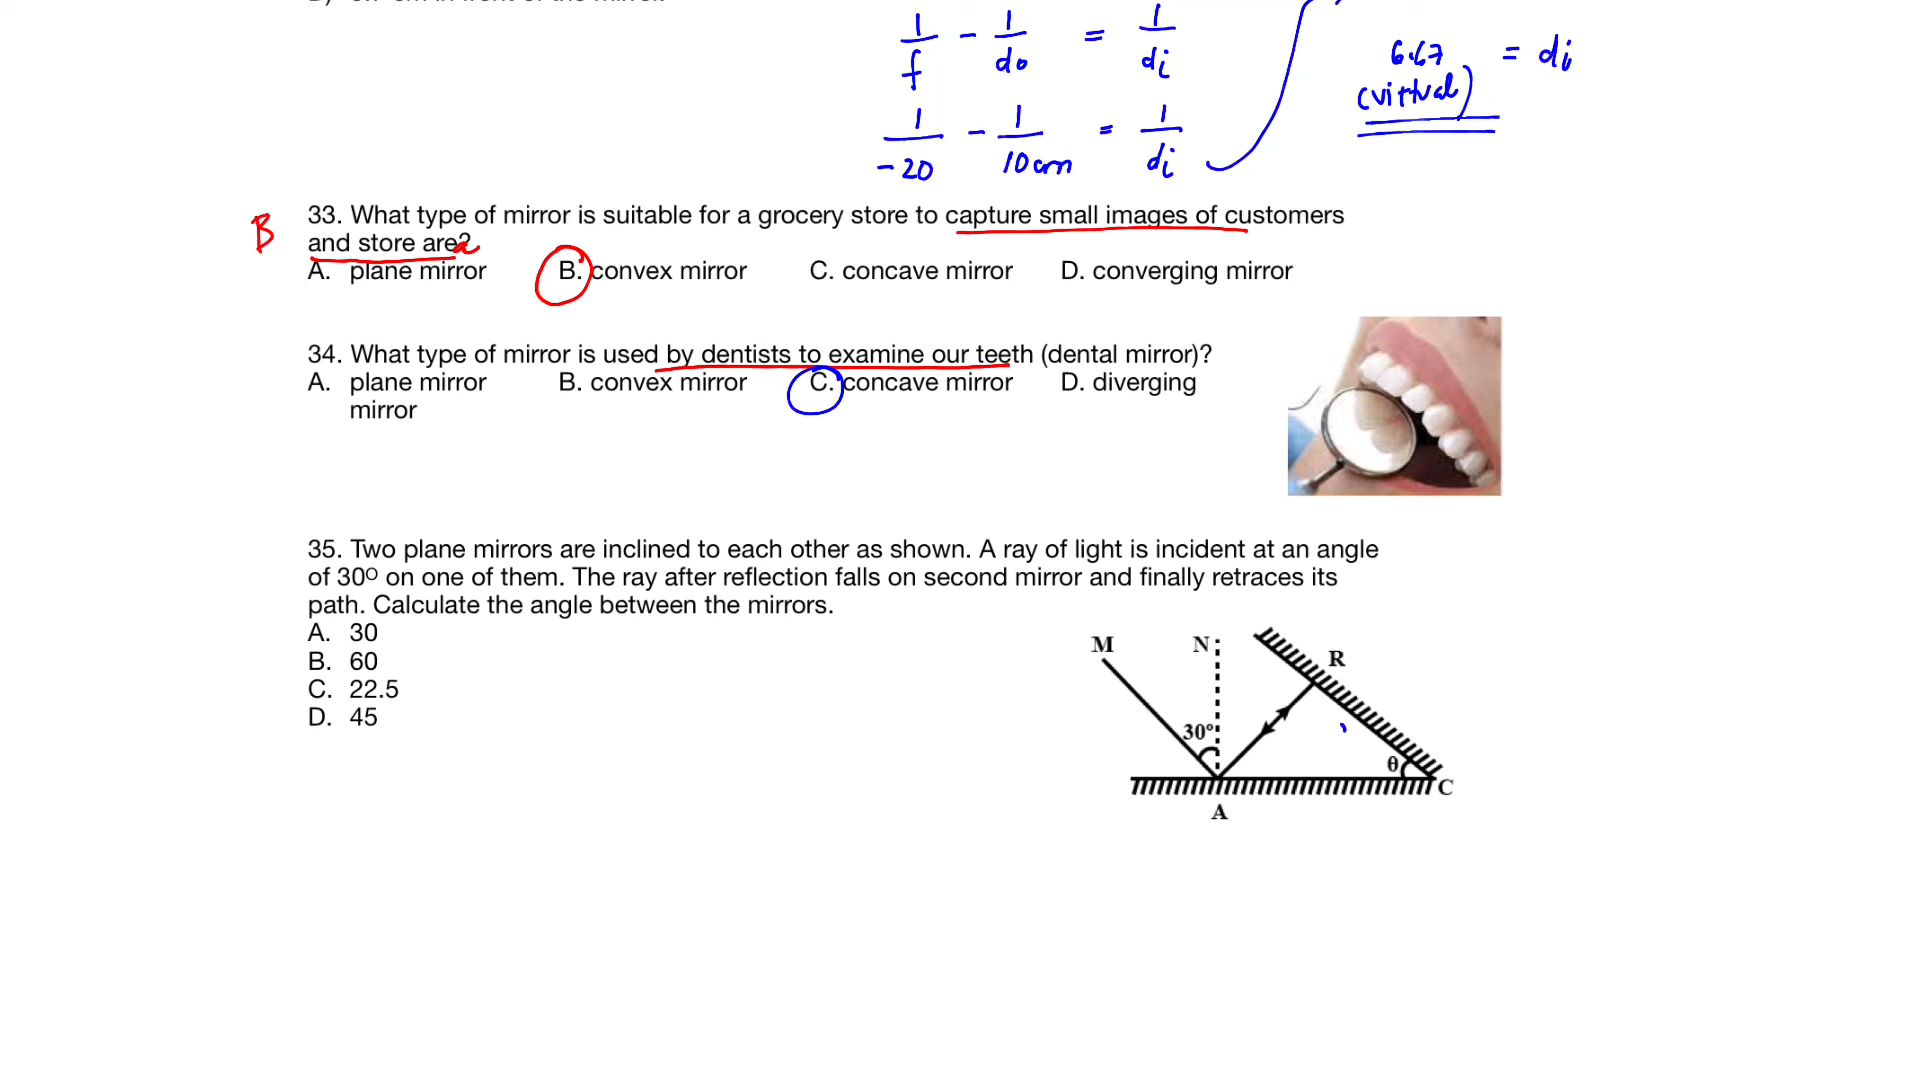 1/f - 1/do = 1/di
6.67 = di
(virtual)
1/-20 - 1/10cm = 1/di
B
33. What type of mirror is suitable for a grocery store to capture small images of customers
and store area?
A. plane mirror B. convex mirror C. concave mirror D. converging mirror
34. What type of mirror is used by dentists to examine our teeth (dental mirror)?
A. plane mirror B. convex mirror C. concave mirror D. diverging
mirror
35. Two plane mirrors are inclined to each other as shown. A ray of light is incident at an angle
of 30º on one of them. The ray after reflection falls on second mirror and finally retraces its
path. Calculate the angle between the mirrors.
A. 30
B. 60
C. 22.5
D. 45
M N R
30°
θ
C
A